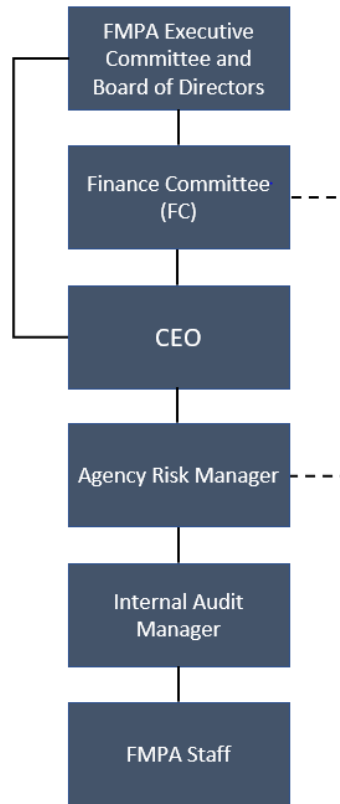 FMPA Executive
Committee and
Board of Directors
Finance Committee
(FC)
CEO
Agency Risk Manager
Internal Audit
Manager
FMPA Staff